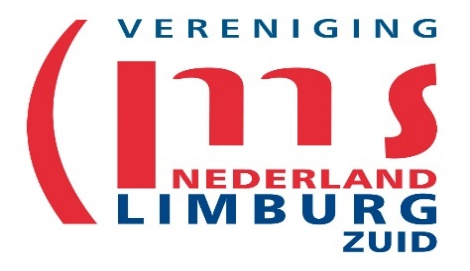 VERENIGING
ms
NEDERLAND
LIMBURG
ZUID